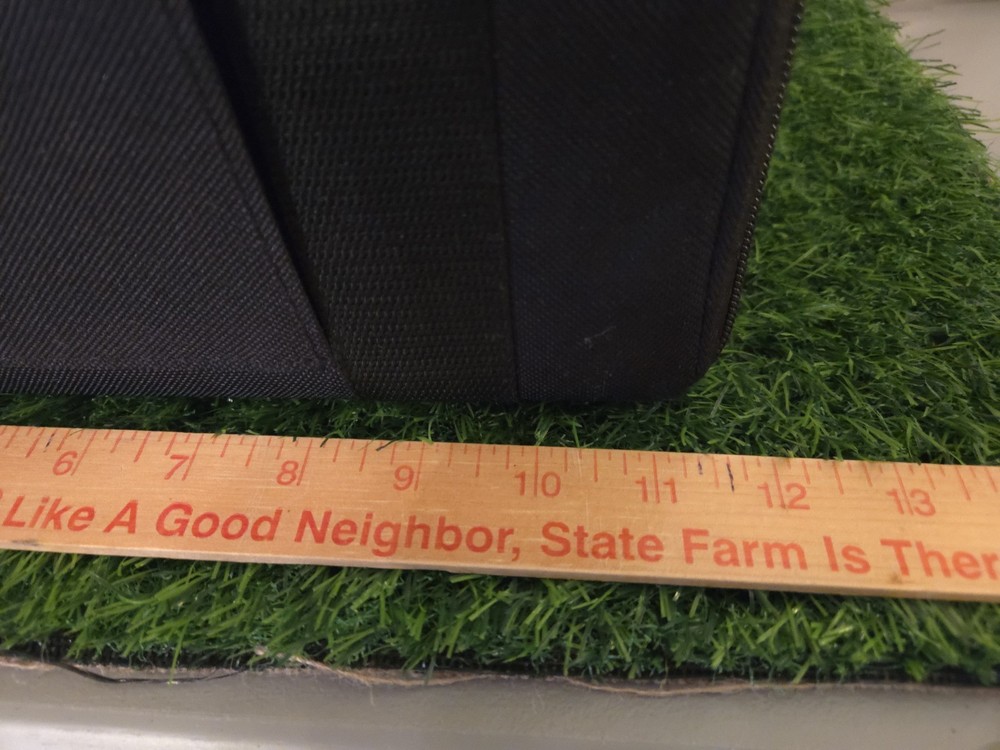 6 7 8 9 10 11 12 13
Like A Good Neighbor, State Farm Is Ther